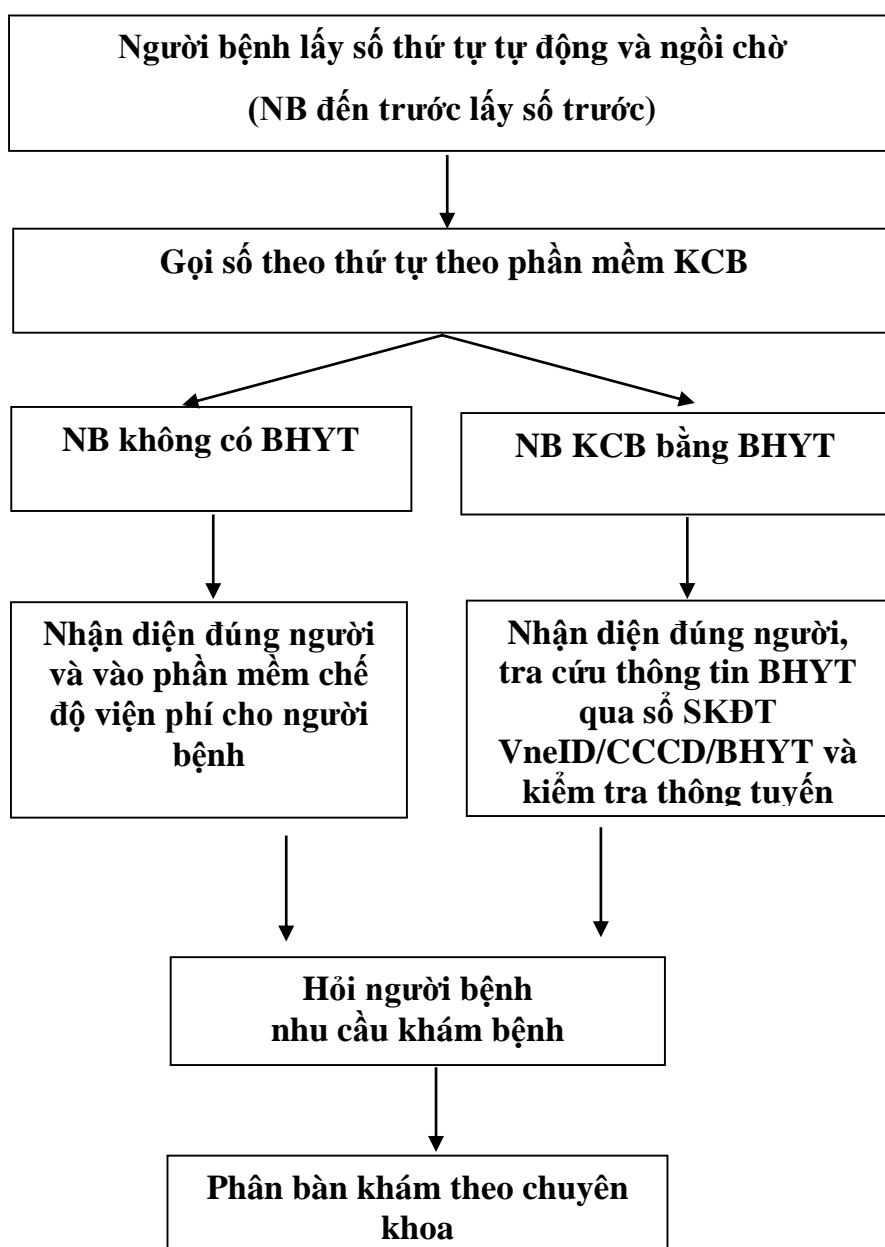 Người bệnh lấy số thứ tự tự động và ngồi chờ
(NB đến trước lấy số trước)
Gọi số theo thứ tự theo phần mềm KCB
NB không có BHYT
NB KCB bằng BHYT
Nhận diện đúng người
và vào phần mềm chế
độ viện phí cho người
bệnh
Nhận diện đúng người,
tra cứu thông tin BHYT
qua sổ SKĐT
VneID/CCCD/BHYT và
kiểm tra thông tuyến
Hỏi người bệnh
nhu cầu khám bệnh
Phân bàn khám theo chuyên
khoa